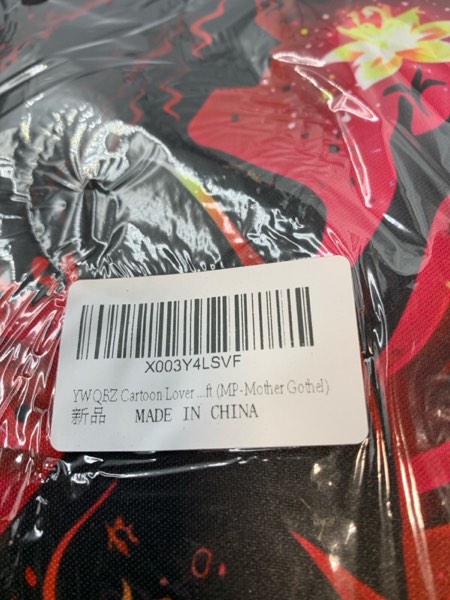 X003Y4LSVF
YWQBZ Cartoon Lover ...ft (MP-Mother Gothel)
新品 MADE IN CHINA